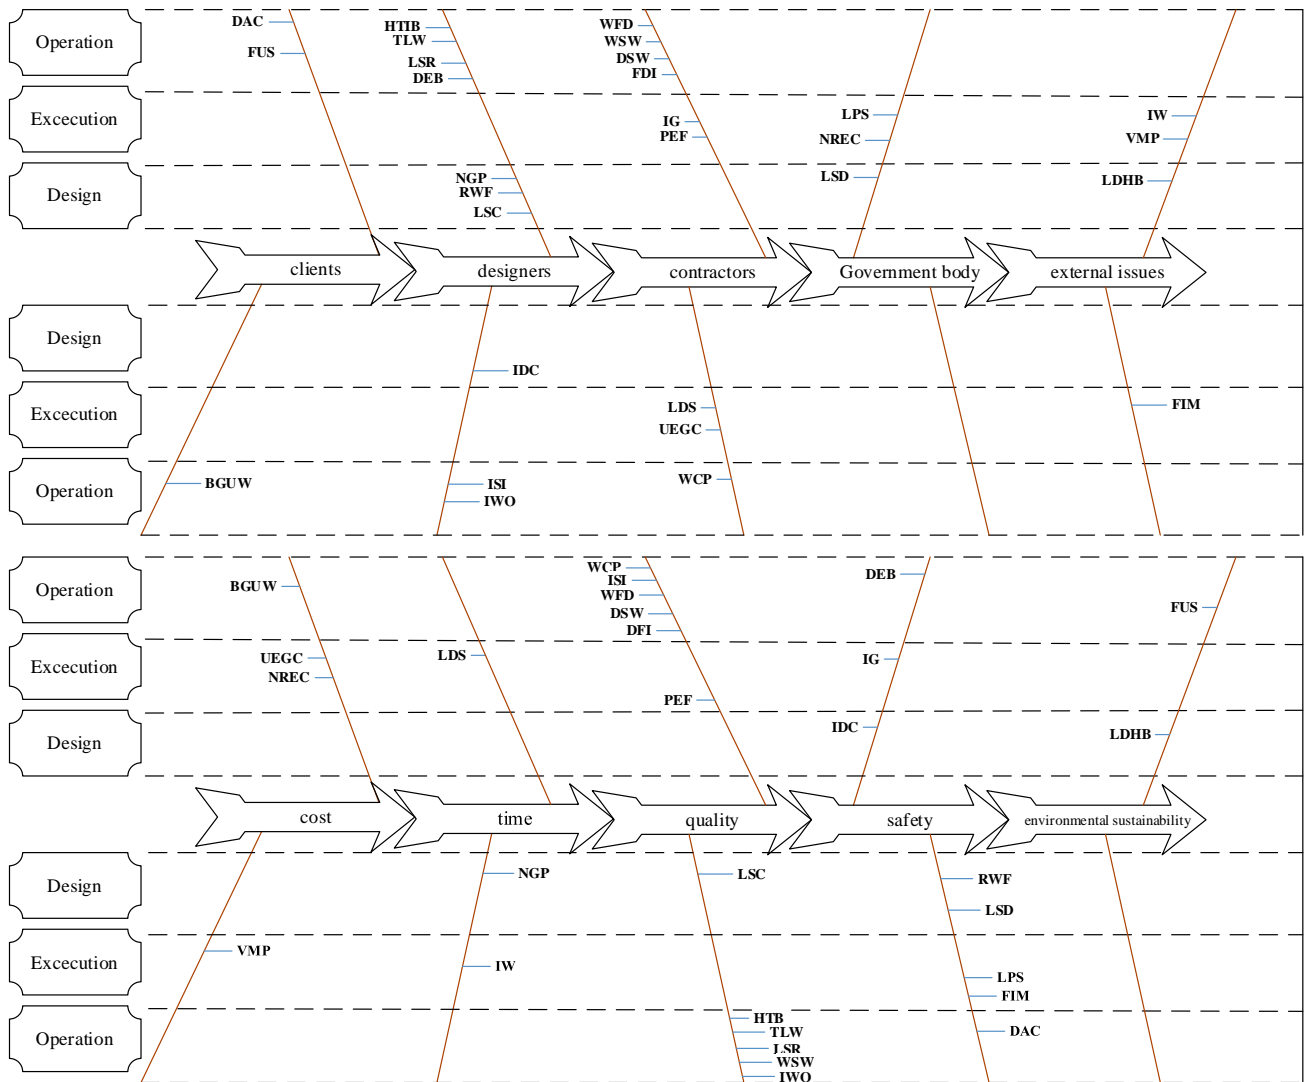 Operation
DAC
FUS
HTIB
TLW
LSR
DEB
WFD
WSW
DSW
FDI
Excecution
IG
PEF
LPS
NREC
IW
VMP
Design
NGP
RWF
LSC
LSD
LDHB
clients
designers
contractors
Government body
external issues
Design
IDC
Excecution
LDS
UEGC
FIM
Operation
BGUW
ISI
IWO
WCP
Operation
BGUW
WCP
ISI
WFD
DSW
DFI
DEB
FUS
Excecution
UEGC
NREC
LDS
PEF
IG
Design
IDC
LDHB
cost
time
quality
safety
environmental sustainability
Design
NGP
LSC
RWF
LSD
Excecution
VMP
IW
LPS
FIM
Operation
HTB
TLW
LSR
WSW
IWO
DAC